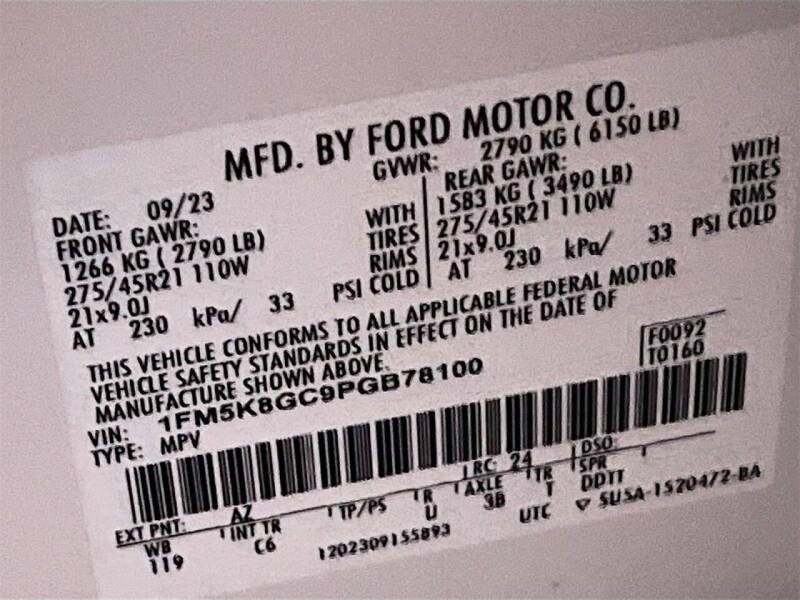 MFD. BY FORD MOTOR CO.
DATE: 09/23 GVWR: 2790 KG ( 6150 LB)
FRONT GAWR: REAR GAWR:
1266 KG ( 2790 LB) WITH 1583 KG ( 3490 LB) WITH
275/45R21 110W TIRES 275/45R21 110W TIRES
21x9.0J RIMS 21x9.0J RIMS
AT 230 kPa/ 33 PSI COLD AT 230 kPa/ 33 PSI COLD
THIS VEHICLE CONFORMS TO ALL APPLICABLE FEDERAL MOTOR
VEHICLE SAFETY STANDARDS IN EFFECT ON THE DATE OF
MANUFACTURE SHOWN ABOVE.
VIN: 1FM5K8GC9PGB78100 F0092
TYPE: MPV T0160
EXT PNT: AZ RC: 24 DSO:
WB INT TR TP/PS R AXLE TR SPR
119 C6 U 3B T DDTT
1202309155893 UTC ▽ 5U5A-1520472-BA